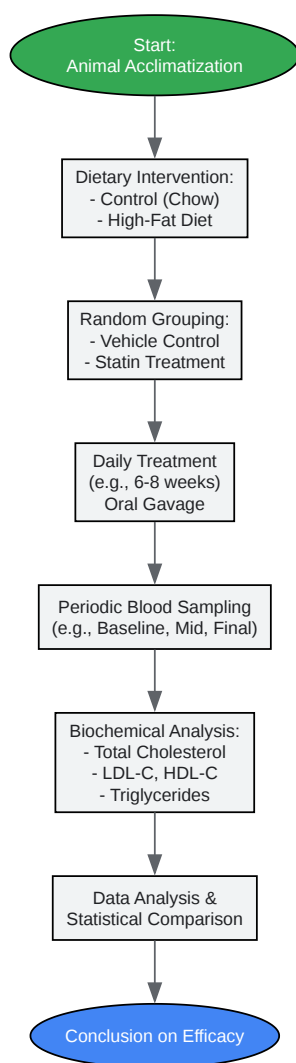 Start:
Animal Acclimatization
Dietary Intervention:
- Control (Chow)
- High-Fat Diet
Random Grouping:
- Vehicle Control
- Statin Treatment
Daily Treatment
(e.g., 6-8 weeks)
Oral Gavage
Periodic Blood Sampling
(e.g., Baseline, Mid, Final)
Biochemical Analysis:
- Total Cholesterol
- LDL-C, HDL-C
- Triglycerides
Data Analysis &
Statistical Comparison
Conclusion on Efficacy